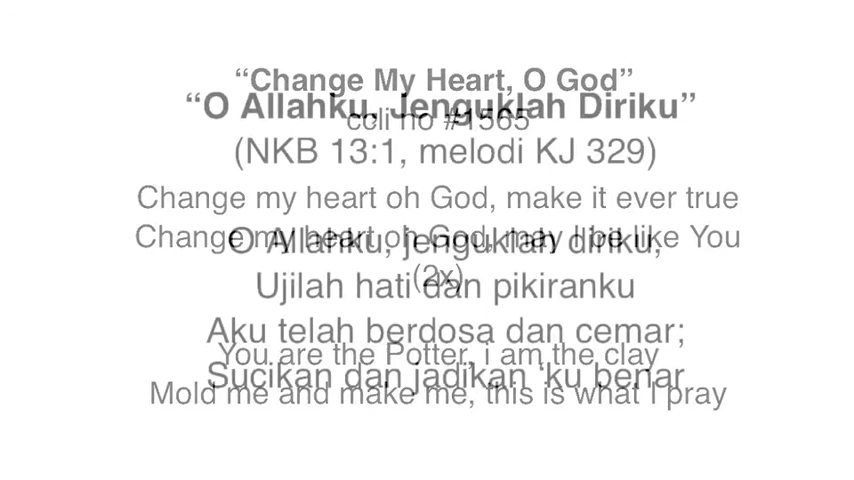 “Change My Heart, O God”
“O Allahku, Jenguklah Diriku”
ccli no #1565
(NKB 13:1, melodi KJ 329)
Change my heart oh God, make it ever true
Change my heart oh God, may I be like You
O Allahku, jenguklah diriku,
(2x)
Ujilah hati dan pikiranku
Aku telah berdosa dan cemar;
You are the Potter, i am the clay
Sucikan dan jadikan ‘ku benar
Mold me and make me, this is what I pray